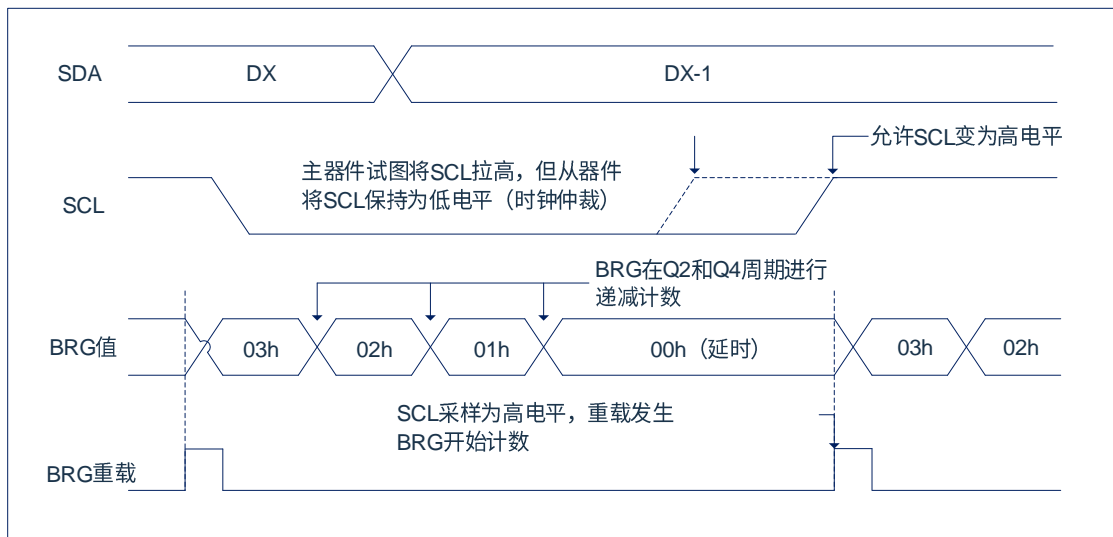 SDA
DX
DX-1
允许SCL变为高电平
主器件试图将SCL拉高，但从器件
将SCL保持为低电平（时钟仲裁）
SCL
BRG在Q2和Q4周期进行
递减计数
BRG值
03h
02h
01h
00h（延时）
03h
02h
SCL采样为高电平，重载发生
BRG开始计数
BRG重载